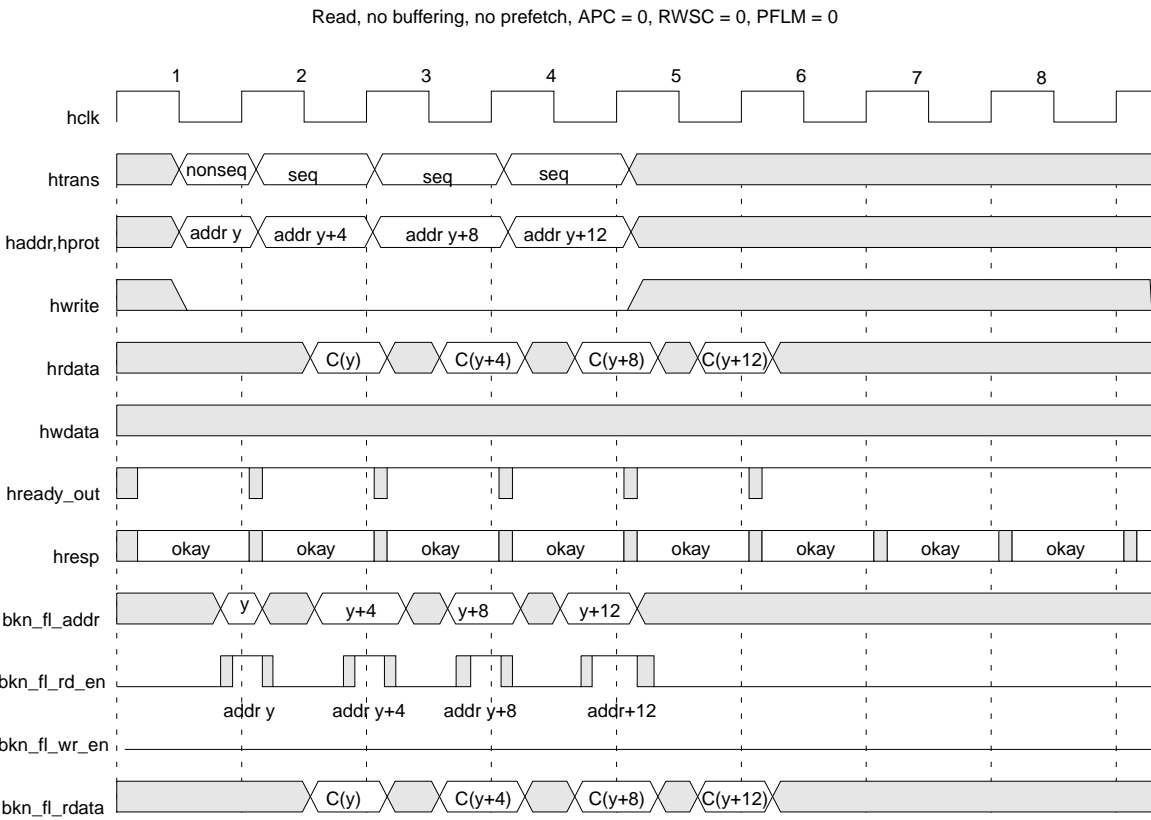 Read, no buffering, no prefetch, APC = 0, RWSC = 0, PFLM = 0
1 2 3 4 5 6 7 8
hclk
htrans nonseq seq seq seq
haddr,hprot addr y addr y+4 addr y+8 addr y+12
hwrite
hrdata C(y) C(y+4) C(y+8) C(y+12)
hwdata
hready_out
hresp okay okay okay okay okay okay okay okay
bkn_fl_addr y y+4 y+8 y+12
bkn_fl_rd_en
addr y addr y+4 addr y+8 addr+12
bkn_fl_wr_en
bkn_fl_rdata C(y) C(y+4) C(y+8) C(y+12)